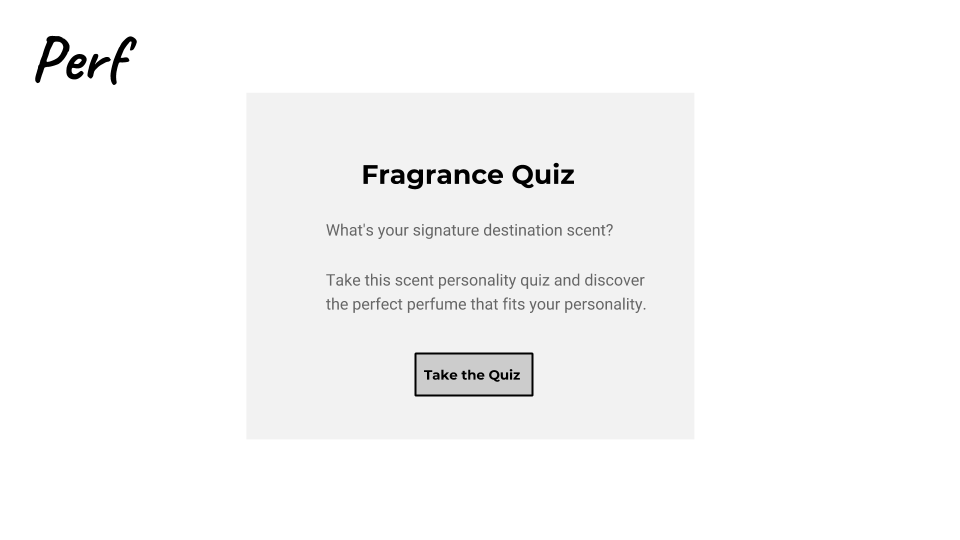 Perf
Fragrance Quiz
What's your signature destination scent?
Take this scent personality quiz and discover
the perfect perfume that fits your personality.
Take the Quiz